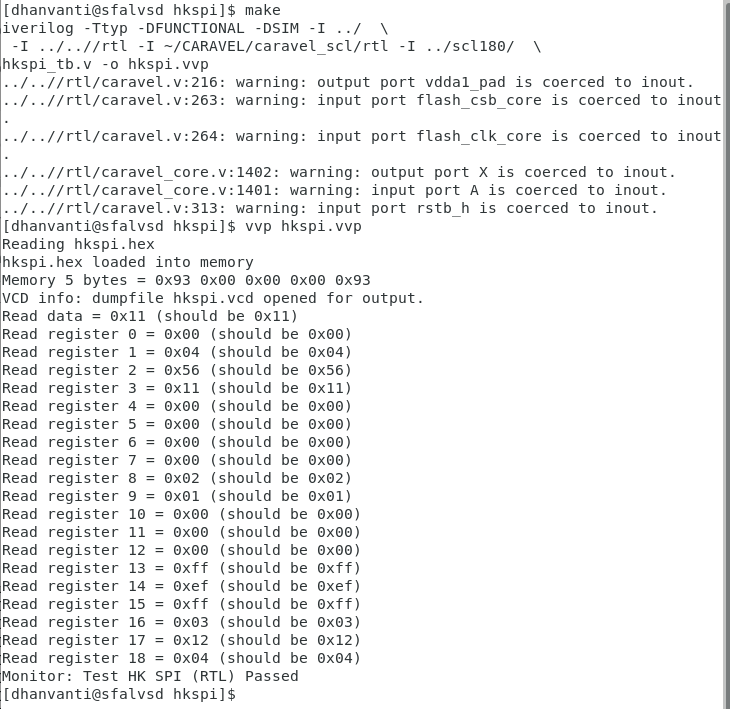 [dhanvanti@sfalvsd hkspi]$ make
iverilog -Ttyp -DFUNCTIONAL -DSIM -I ../  \
 -I ../..//rtl -I ~/CARAVEL/caravel_scl/rtl -I ../scl180/  \
hkspi_tb.v -o hkspi.vvp
../..//rtl/caravel.v:216: warning: output port vdda1_pad is coerced to inout.
../..//rtl/caravel.v:263: warning: input port flash_csb_core is coerced to inout
.
../..//rtl/caravel.v:264: warning: input port flash_clk_core is coerced to inout
.
../..//rtl/caravel_core.v:1402: warning: output port X is coerced to inout.
../..//rtl/caravel_core.v:1401: warning: input port A is coerced to inout.
../..//rtl/caravel.v:313: warning: input port rstb_h is coerced to inout.
[dhanvanti@sfalvsd hkspi]$ vvp hkspi.vvp
Reading hkspi.hex
hkspi.hex loaded into memory
Memory 5 bytes = 0x93 0x00 0x00 0x00 0x93
VCD info: dumpfile hkspi.vcd opened for output.
Read data = 0x11 (should be 0x11)
Read register 0 = 0x00 (should be 0x00)
Read register 1 = 0x04 (should be 0x04)
Read register 2 = 0x56 (should be 0x56)
Read register 3 = 0x11 (should be 0x11)
Read register 4 = 0x00 (should be 0x00)
Read register 5 = 0x00 (should be 0x00)
Read register 6 = 0x00 (should be 0x00)
Read register 7 = 0x00 (should be 0x00)
Read register 8 = 0x02 (should be 0x02)
Read register 9 = 0x01 (should be 0x01)
Read register 10 = 0x00 (should be 0x00)
Read register 11 = 0x00 (should be 0x00)
Read register 12 = 0x00 (should be 0x00)
Read register 13 = 0xff (should be 0xff)
Read register 14 = 0xef (should be 0xef)
Read register 15 = 0xff (should be 0xff)
Read register 16 = 0x03 (should be 0x03)
Read register 17 = 0x12 (should be 0x12)
Read register 18 = 0x04 (should be 0x04)
Monitor: Test HK SPI (RTL) Passed
[dhanvanti@sfalvsd hkspi]$